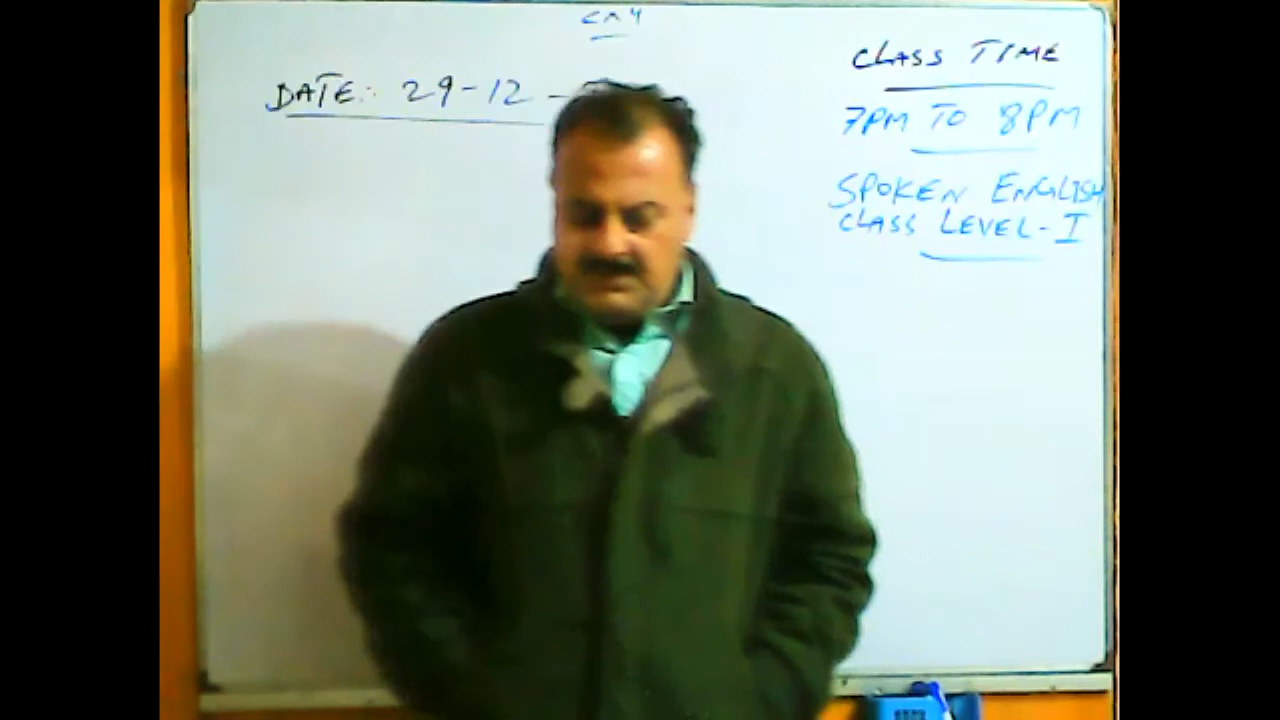 DATE: 29-12-
CLASS TIME
7PM TO 8PM
SPOKEN ENGLISH
CLASS LEVEL-I